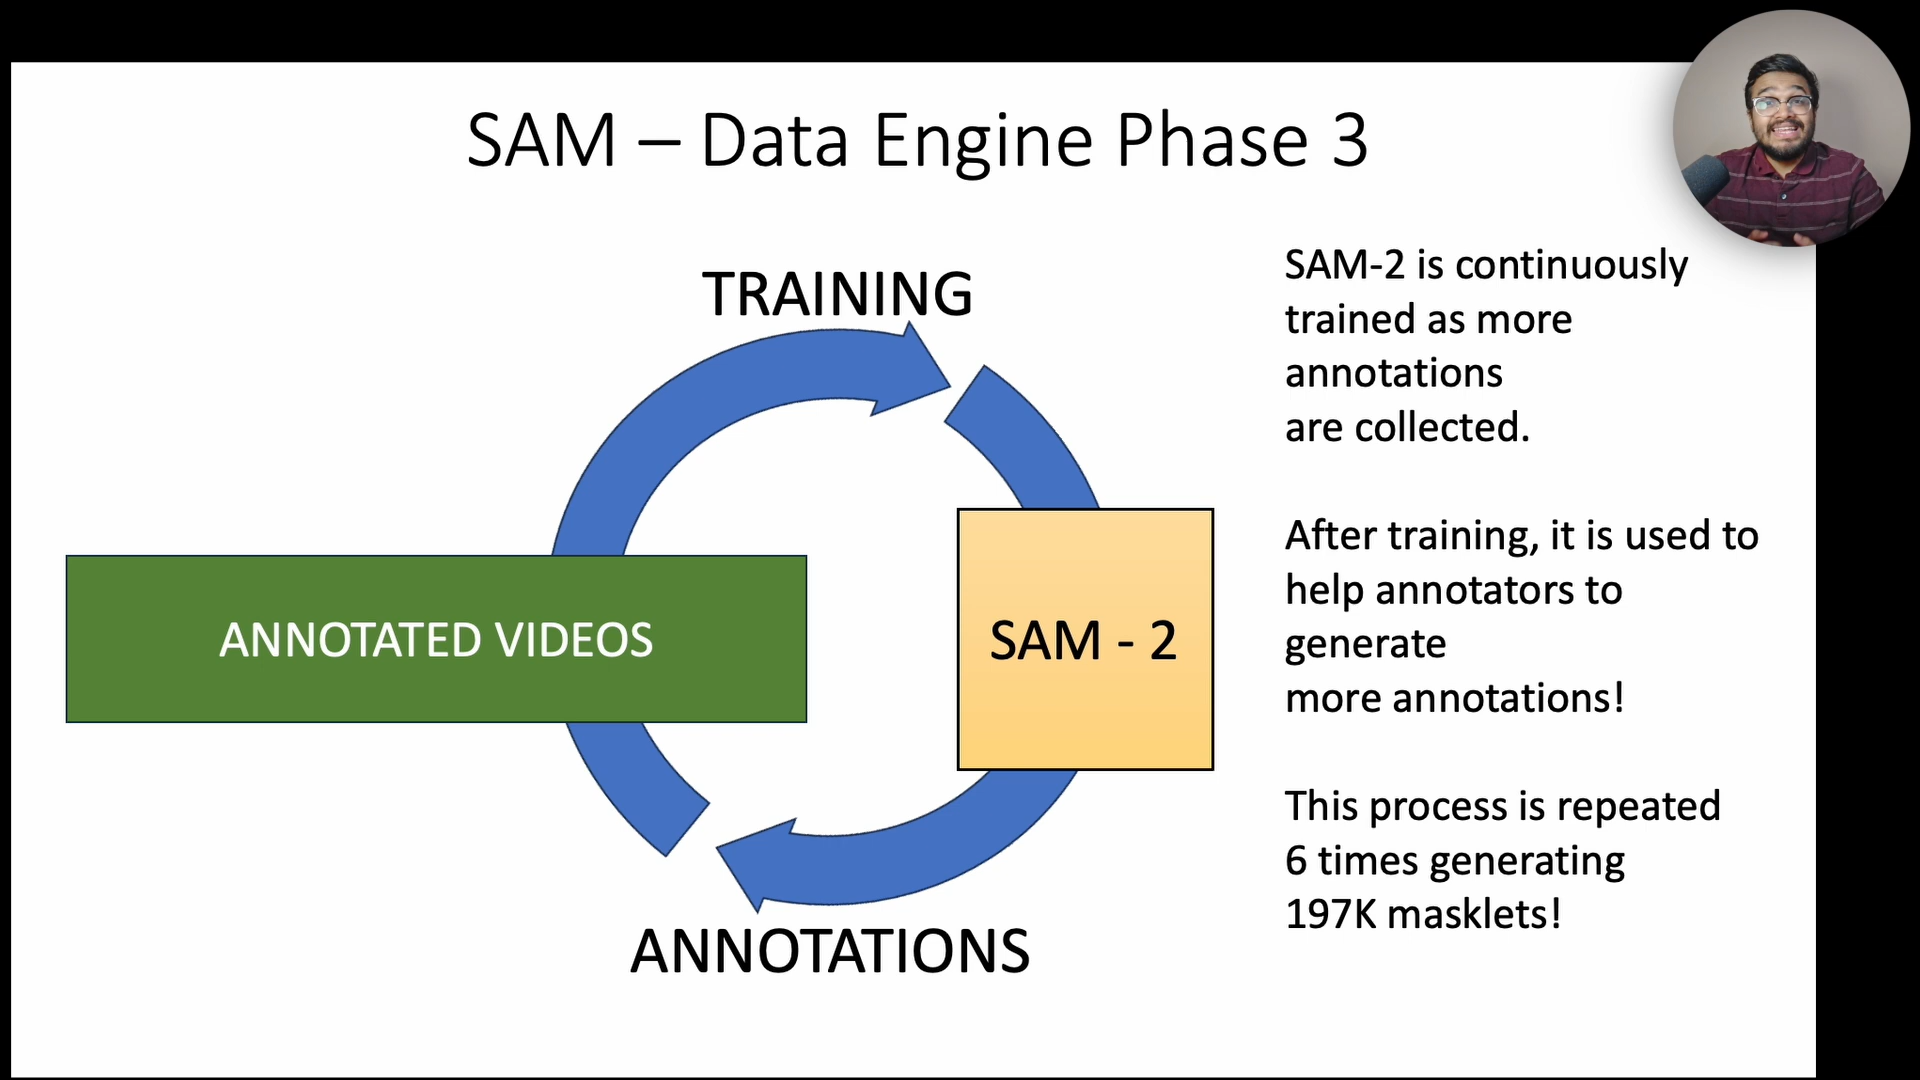 SAM – Data Engine Phase 3
TRAINING
ANNOTATED VIDEOS
SAM - 2
ANNOTATIONS
SAM-2 is continuously
trained as more
annotations
are collected.
After training, it is used to
help annotators to
generate
more annotations!
This process is repeated
6 times generating
197K masklets!